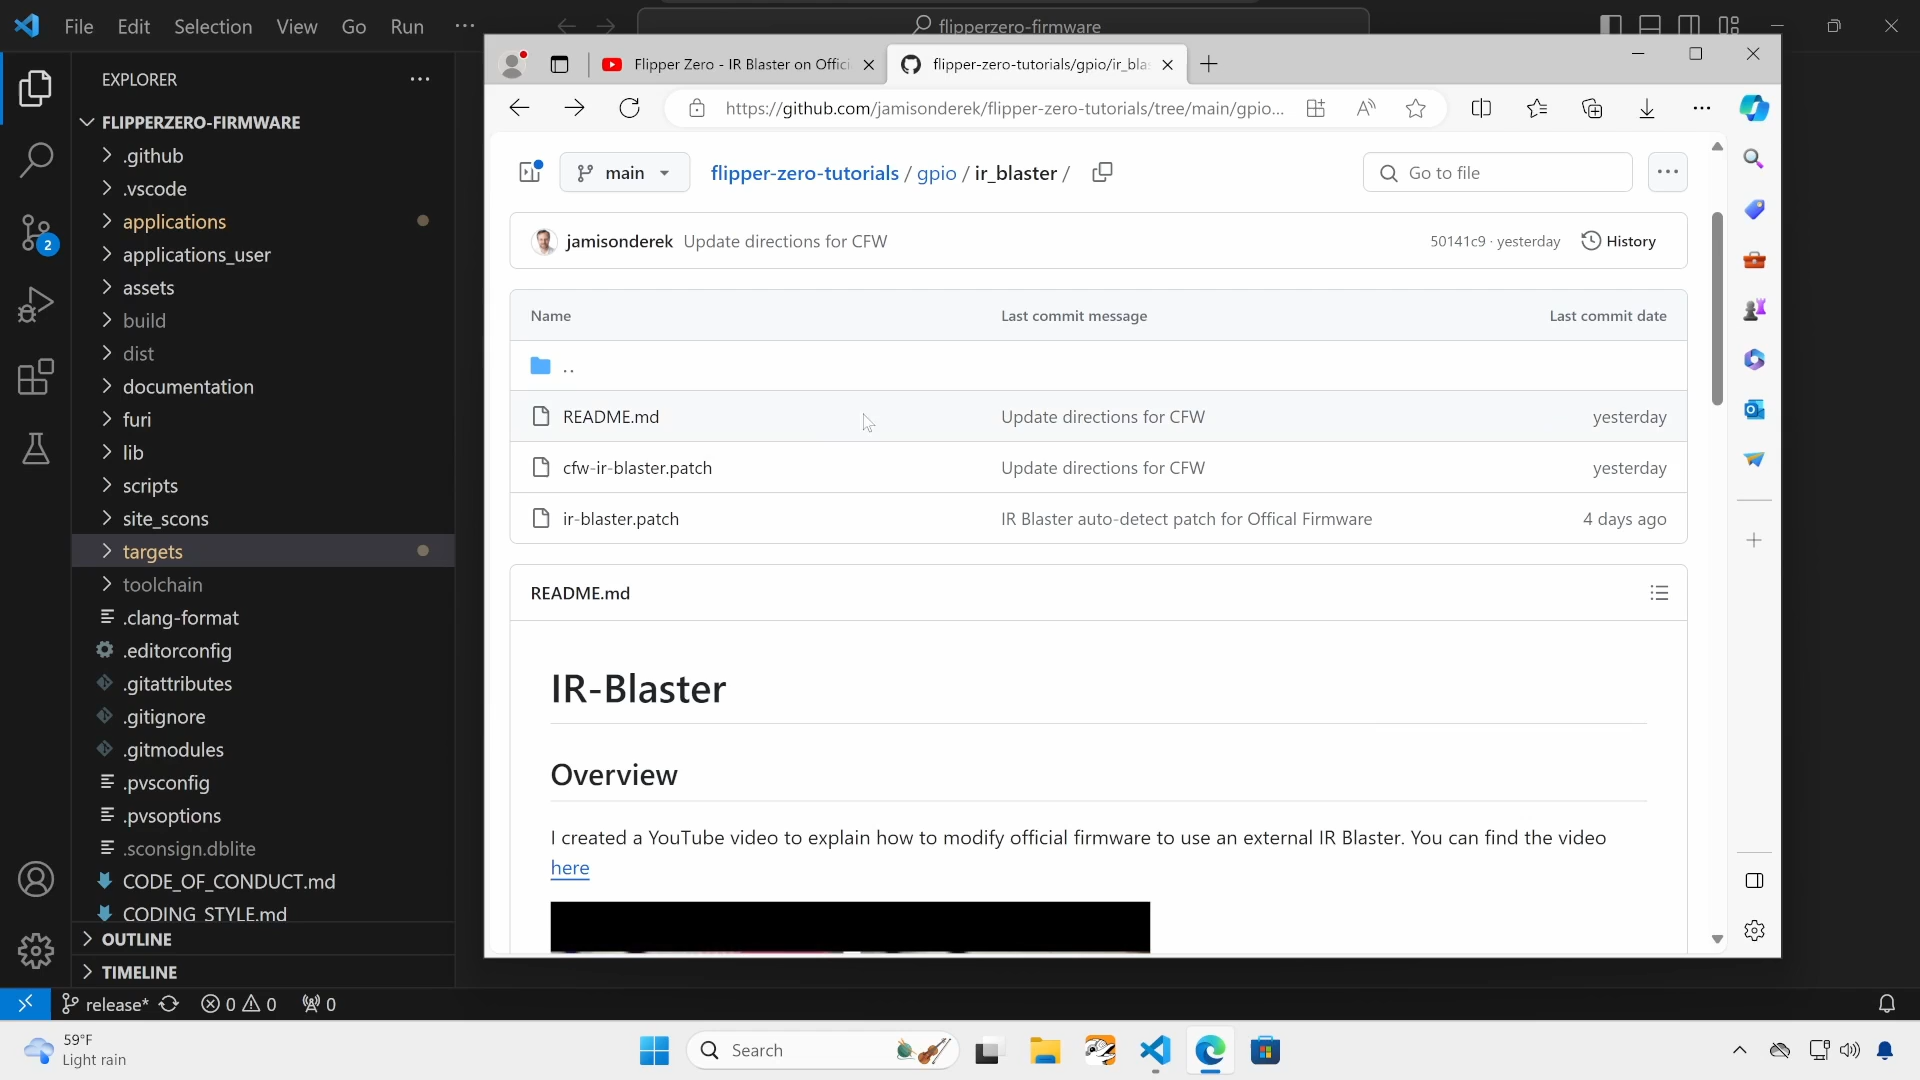 File Edit Selection View Go Run ...
flipperzero-firmware
EXPLORER
FLIPPERZERO-FIRMWARE
.github
.vscode
applications
applications_user
assets
build
dist
documentation
furi
lib
scripts
site_scons
targets
toolchain
.clang-format
.editorconfig
.gitattributes
.gitignore
.gitmodules
.pvsconfig
.pvsoptions
.sconsign.dblite
CODE_OF_CONDUCT.md
CODING_STYLE.md
OUTLINE
TIMELINE
2
release* 0 0 0
Flipper Zero - IR Blaster on Offici
flipper-zero-tutorials/gpio/ir_blas
https://github.com/jamisonderek/flipper-zero-tutorials/tree/main/gpio...
main
flipper-zero-tutorials / gpio / ir_blaster /
Go to file
jamisonderek Update directions for CFW
50141c9 · yesterday
History
Name Last commit message Last commit date
..
README.md Update directions for CFW yesterday
cfw-ir-blaster.patch Update directions for CFW yesterday
ir-blaster.patch IR Blaster auto-detect patch for Offical Firmware 4 days ago
README.md
IR-Blaster
Overview
I created a YouTube video to explain how to modify official firmware to use an external IR Blaster. You can find the video
here
59°F
Light rain
Search